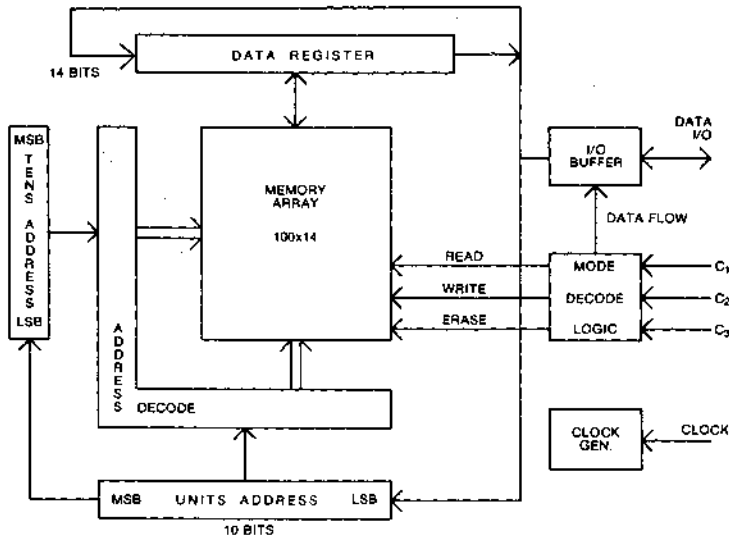 DATA REGISTER
14 BITS
MSB
TENS ADDRESS
LSB
ADDRESS
DECODE
MEMORY
ARRAY
100x14
I/O
BUFFER
DATA
I/O
DATA FLOW
READ
WRITE
ERASE
MODE
DECODE
LOGIC
C1
C2
C3
CLOCK
GEN.
CLOCK
MSB UNITS ADDRESS LSB
10 BITS